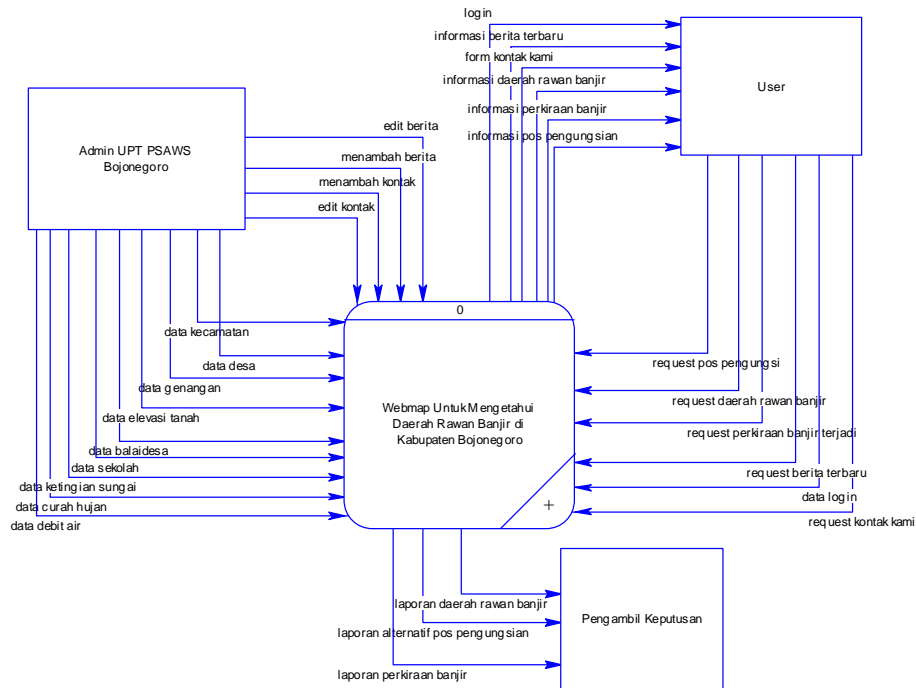 login
informasi berita terbaru
form kontak kami
informasi daerah rawan banjir
informasi perkiraan banjir
informasi pos pengungsian
User
Admin UPT PSAWS
Bojonegoro
edit berita
menambah berita
menambah kontak
edit kontak
0
data kecamatan
data desa
data genangan
data elevasi tanah
data balaidesa
data sekolah
data ketingian sungai
data curah hujan
data debit air
Webmap Untuk Mengetahui
Daerah Rawan Banjir di
Kabupaten Bojonegoro
+
request pos pengungsi
request daerah rawan banjir
request perkiraan banjir terjadi
request berita terbaru
data login
request kontak kami
laporan daerah rawan banjir
laporan alternatif pos pengungsian
laporan perkiraan banjir
Pengambil Keputusan